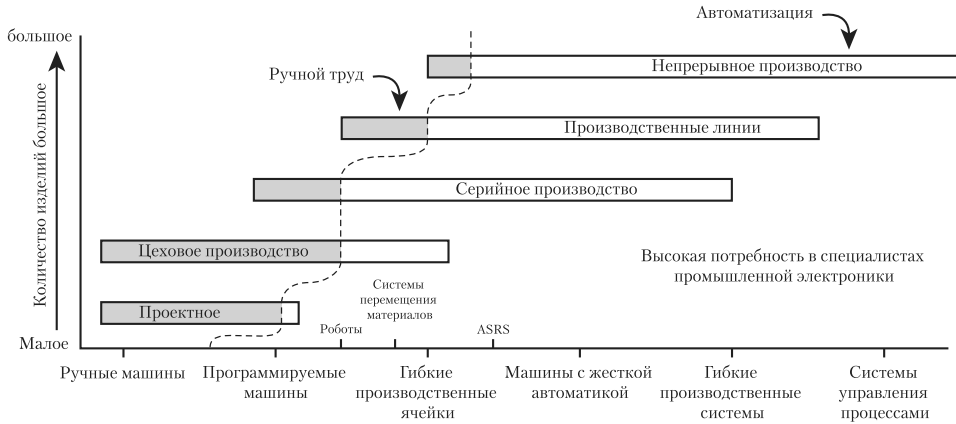 Автоматизация
большое
Непрерывное производство
Ручной труд
Производственные линии
Серийное производство
Количество изделий большое
Цеховое производство
Высокая потребность в специалистах
промышленной электроники
Проектное
Системы
перемещения
материалов
Роботы
ASRS
Малое
Ручные машины
Программируемые
машины
Гибкие
производственные
ячейки
Машины с жесткой
автоматикой
Гибкие
производственные
системы
Системы
управления
процессами